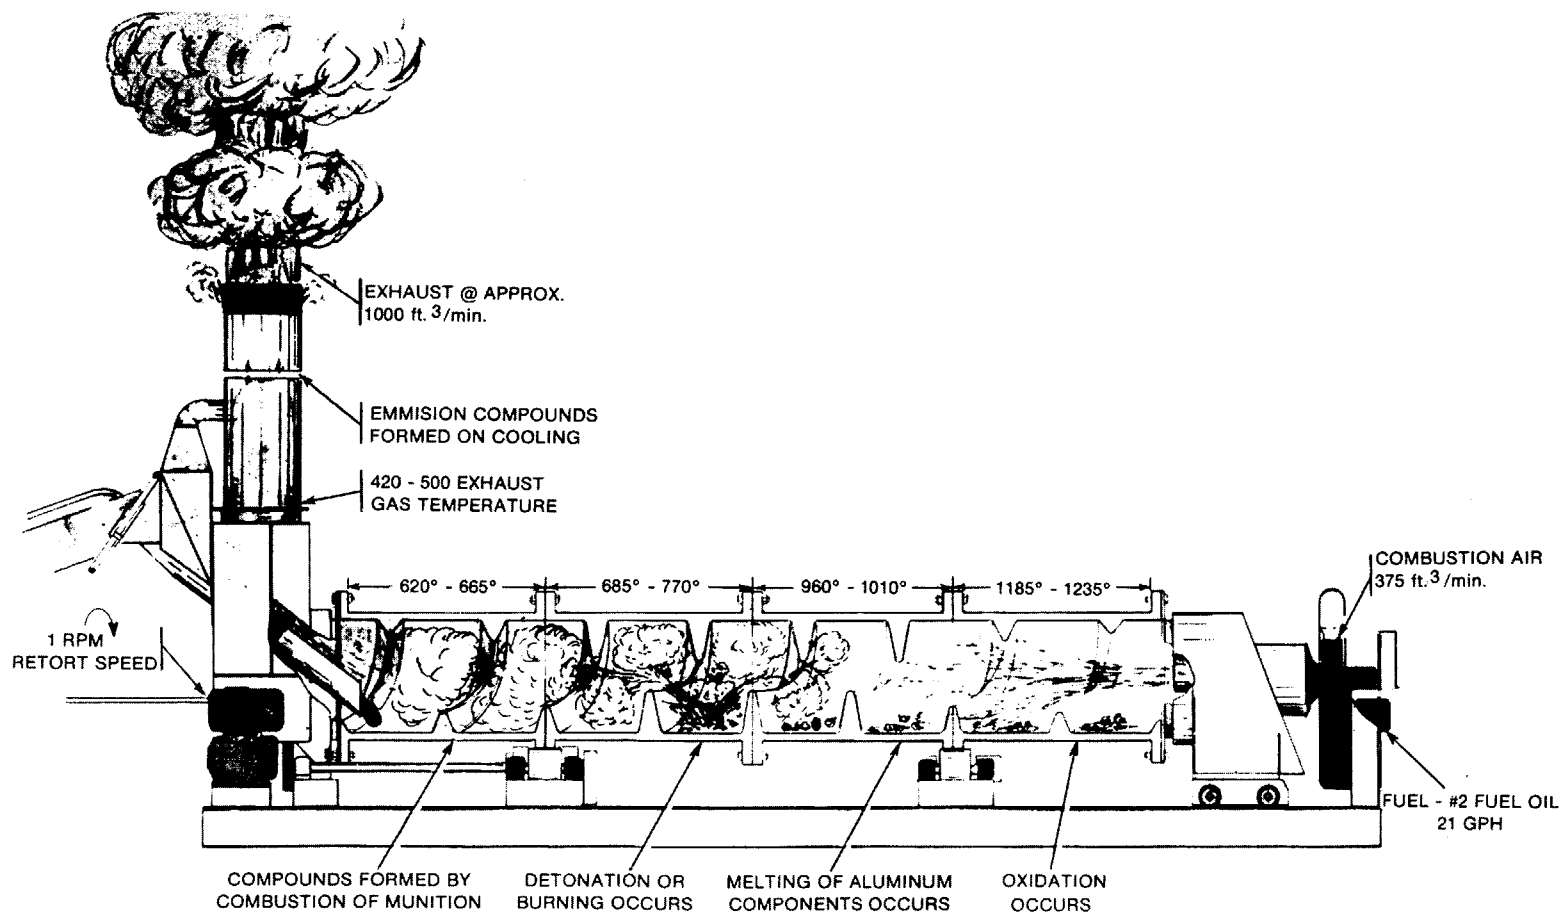 EXHAUST @ APPROX.
1000 ft.3/min.
EMMISION COMPOUNDS
FORMED ON COOLING
420 - 500 EXHAUST
GAS TEMPERATURE
COMBUSTION AIR
375 ft.3/min.
620° - 665°
685° - 770°
960° - 1010°
1185° - 1235°
1 RPM
RETORT SPEED
FUEL - #2 FUEL OIL
21 GPH
COMPOUNDS FORMED BY
COMBUSTION OF MUNITION
DETONATION OR
BURNING OCCURS
MELTING OF ALUMINUM
COMPONENTS OCCURS
OXIDATION
OCCURS